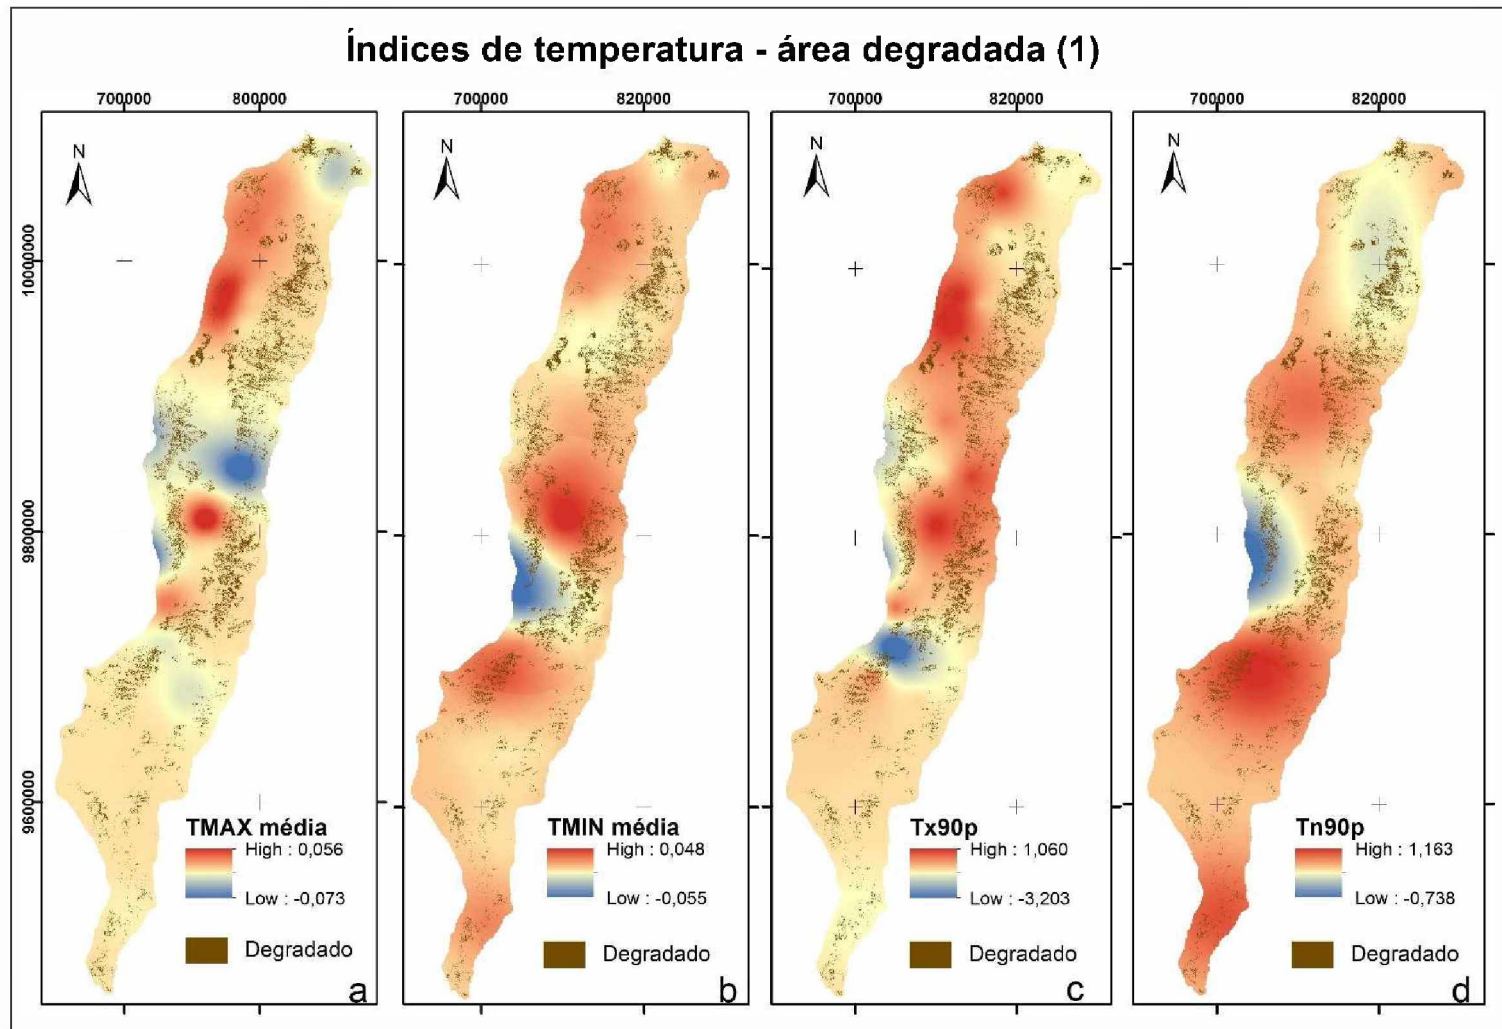 Índices de temperatura - área degradada (1)
700000 800000 700000 820000 700000 820000 700000 820000
N N N N
10000000
9800000
9600000
TMAX média
High : 0,056
Low : -0,073
Degradado
a
TMIN média
High : 0,048
Low : -0,055
Degradado
b
Tx90p
High : 1,060
Low : -3,203
Degradado
c
Tn90p
High : 1,163
Low : -0,738
Degradado
d